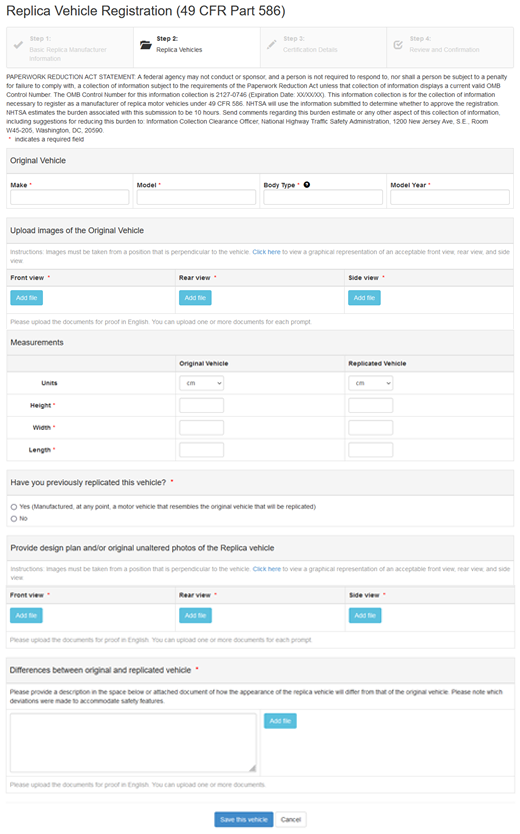 Replica Vehicle Registration (49 CFR Part 586)
Step 1:
Basic Replica Manufacturer
Information
Step 2:
Replica Vehicles
Step 3:
Certification Details
Step 4:
Review and Confirmation
PAPERWORK REDUCTION ACT STATEMENT: A federal agency may not conduct or sponsor, and a person is not required to respond to, nor shall a person be subject to a penalty
for failure to comply with, a collection of information subject to the requirements of the Paperwork Reduction Act unless that collection of information displays a current valid OMB
Control Number. The OMB Control Number for this information collection is 2127-0746 (Expiration Date: XX/XX/XX). This information collection is for the collection of information
necessary to register as a manufacturer of replica motor vehicles under 49 CFR 586. NHTSA will use the information submitted to determine whether to approve the registration.
NHTSA estimates the burden associated with this submission to be 10 hours. Send comments regarding this burden estimate or any other aspect of this collection of information,
including suggestions for reducing this burden to: Information Collection Clearance Officer, National Highway Traffic Safety Administration, 1200 New Jersey Ave, S.E., Room
W45-205, Washington, DC, 20590.
* indicates a required field
Original Vehicle
Make * Model * Body Type * ? Model Year *
Upload images of the Original Vehicle
Instructions: Images must be taken from a position that is perpendicular to the vehicle. Click here to view a graphical representation of an acceptable front view, rear view, and side
view.
Front view * Rear view * Side view *
Add file Add file Add file
Please upload the documents for proof in English. You can upload one or more documents for each prompt.
Measurements
Original Vehicle Replicated Vehicle
Units cm cm
Height *
Width *
Length *
Have you previously replicated this vehicle? *
Yes (Manufactured, at any point, a motor vehicle that resembles the original vehicle that will be replicated)
No
Provide design plan and/or original unaltered photos of the Replica vehicle
Instructions: Images must be taken from a position that is perpendicular to the vehicle. Click here to view a graphical representation of an acceptable front view, rear view, and side
view.
Front view * Rear view * Side view *
Add file Add file Add file
Please upload the documents for proof in English. You can upload one or more documents for each prompt.
Differences between original and replicated vehicle *
Please provide a description in the space below or attached document of how the appearance of the replica vehicle will differ from that of the original vehicle. Please note which
deviations were made to accommodate safety features.
Add file
Please upload the documents for proof in English. You can upload one or more documents.
Save this vehicle Cancel